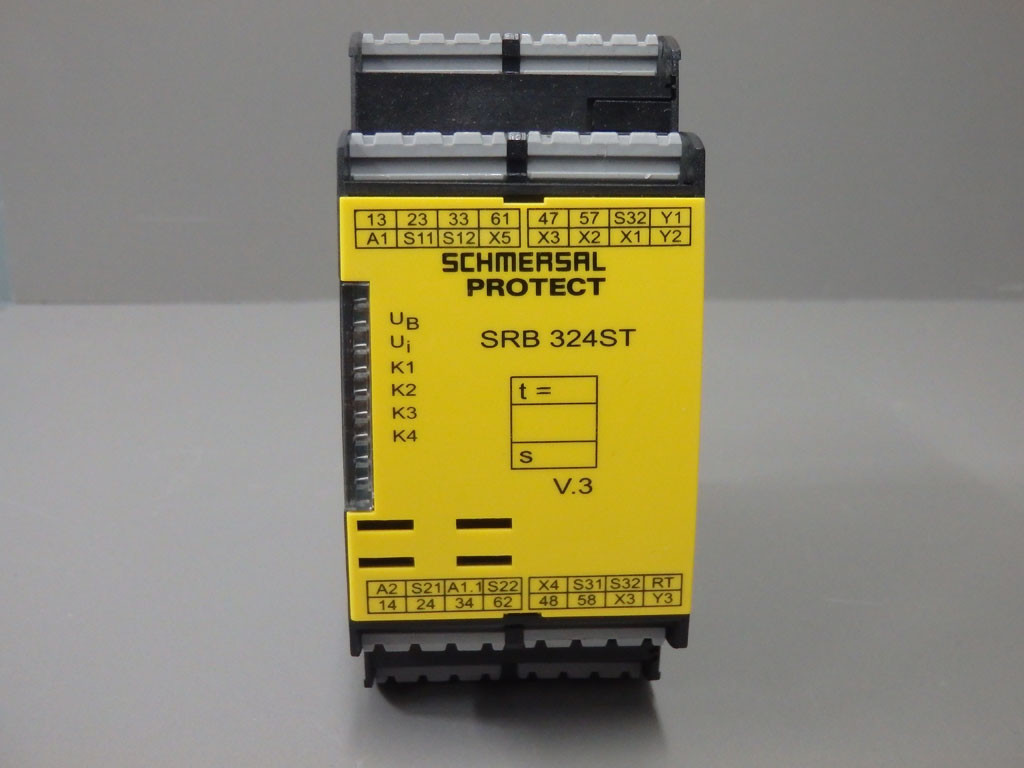 13 23 33 61 47 57 S32 Y1
A1 S11 S12 X5 X3 X2 X1 Y2
SCHMERSAL
PROTECT
UB
Ui
K1
K2
K3
K4
SRB 324ST
t =
s
V.3
A2 S21 A1.1 S22 X4 S31 S32 RT
14 24 34 62 48 58 X3 Y3